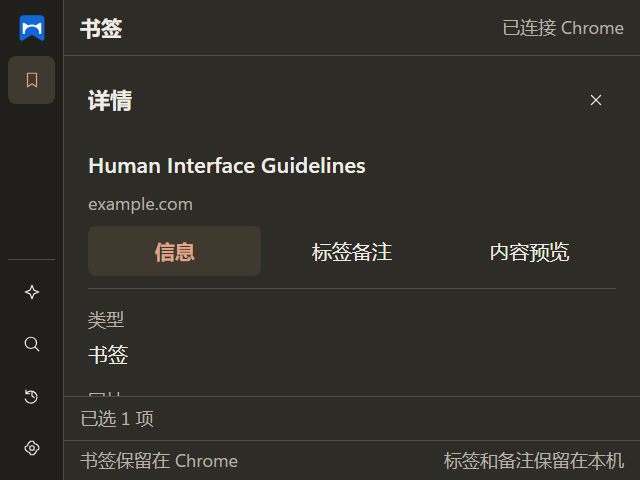 书签
已连接 Chrome
详情
Human Interface Guidelines
example.com
信息 标签备注 内容预览
类型
书签
已选 1 项
书签保留在 Chrome
标签和备注保留在本机